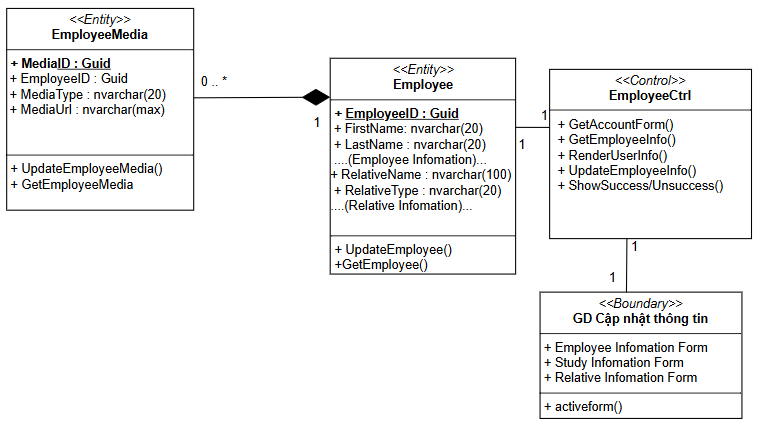 <<Entity>>
EmployeeMedia
+ MediaID : Guid
+ EmployeeID : Guid
+ MediaType : nvarchar(20)
+ MediaUrl : nvarchar(max)
+ UpdateEmployeeMedia()
+ GetEmployeeMedia
0 .. *
1
<<Entity>>
Employee
+ EmployeeID : Guid
+ FirstName: nvarchar(20)
+ LastName : nvarchar(20)
....(Employee Infomation)...
+ RelativeName : nvarchar(100)
+ RelativeType : nvarchar(20)
....(Relative Infomation)...
+ UpdateEmployee()
+GetEmployee()
1
1
<<Control>>
EmployeeCtrl
+ GetAccountForm()
+ GetEmployeeInfo()
+ RenderUserInfo()
+ UpdateEmployeeInfo()
+ ShowSuccess/Unsuccess()
1
1
<<Boundary>>
GD Cập nhật thông tin
+ Employee Infomation Form
+ Study Infomation Form
+ Relative Infomation Form
+ activeform()